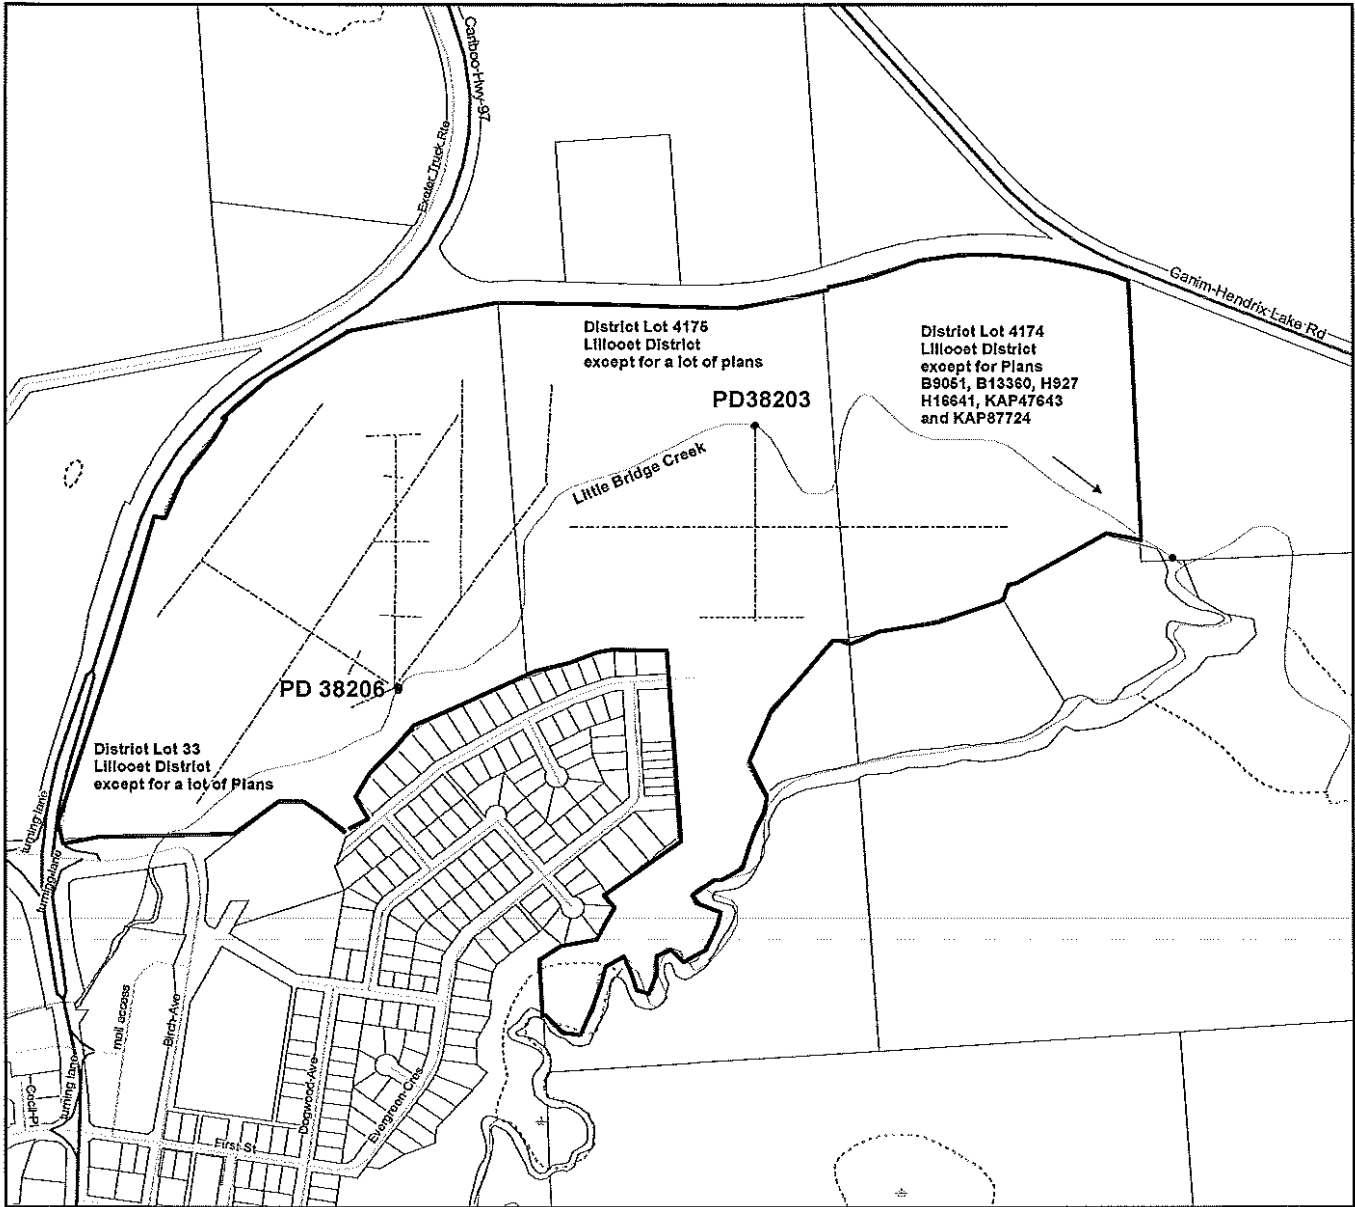 Cariboo-Hwy-97
Exeter Truck Rte
Canim-Hendrix Lake Rd
District Lot 4175
Lillooet District
except for a lot of plans
District Lot 4174
Lillooet District
except for Plans
B9051, B13360, H927
H16641, KAP47643
and KAP87724
PD38203
Little Bridge Creek
PD 38206
District Lot 33
Lillooet District
except for a lot of Plans
turning lane
turning lane
mall access
Birch-Ave
Dogwood-Ave
Evergreen-Cres
turning lane
Cecil-Pl
First-St